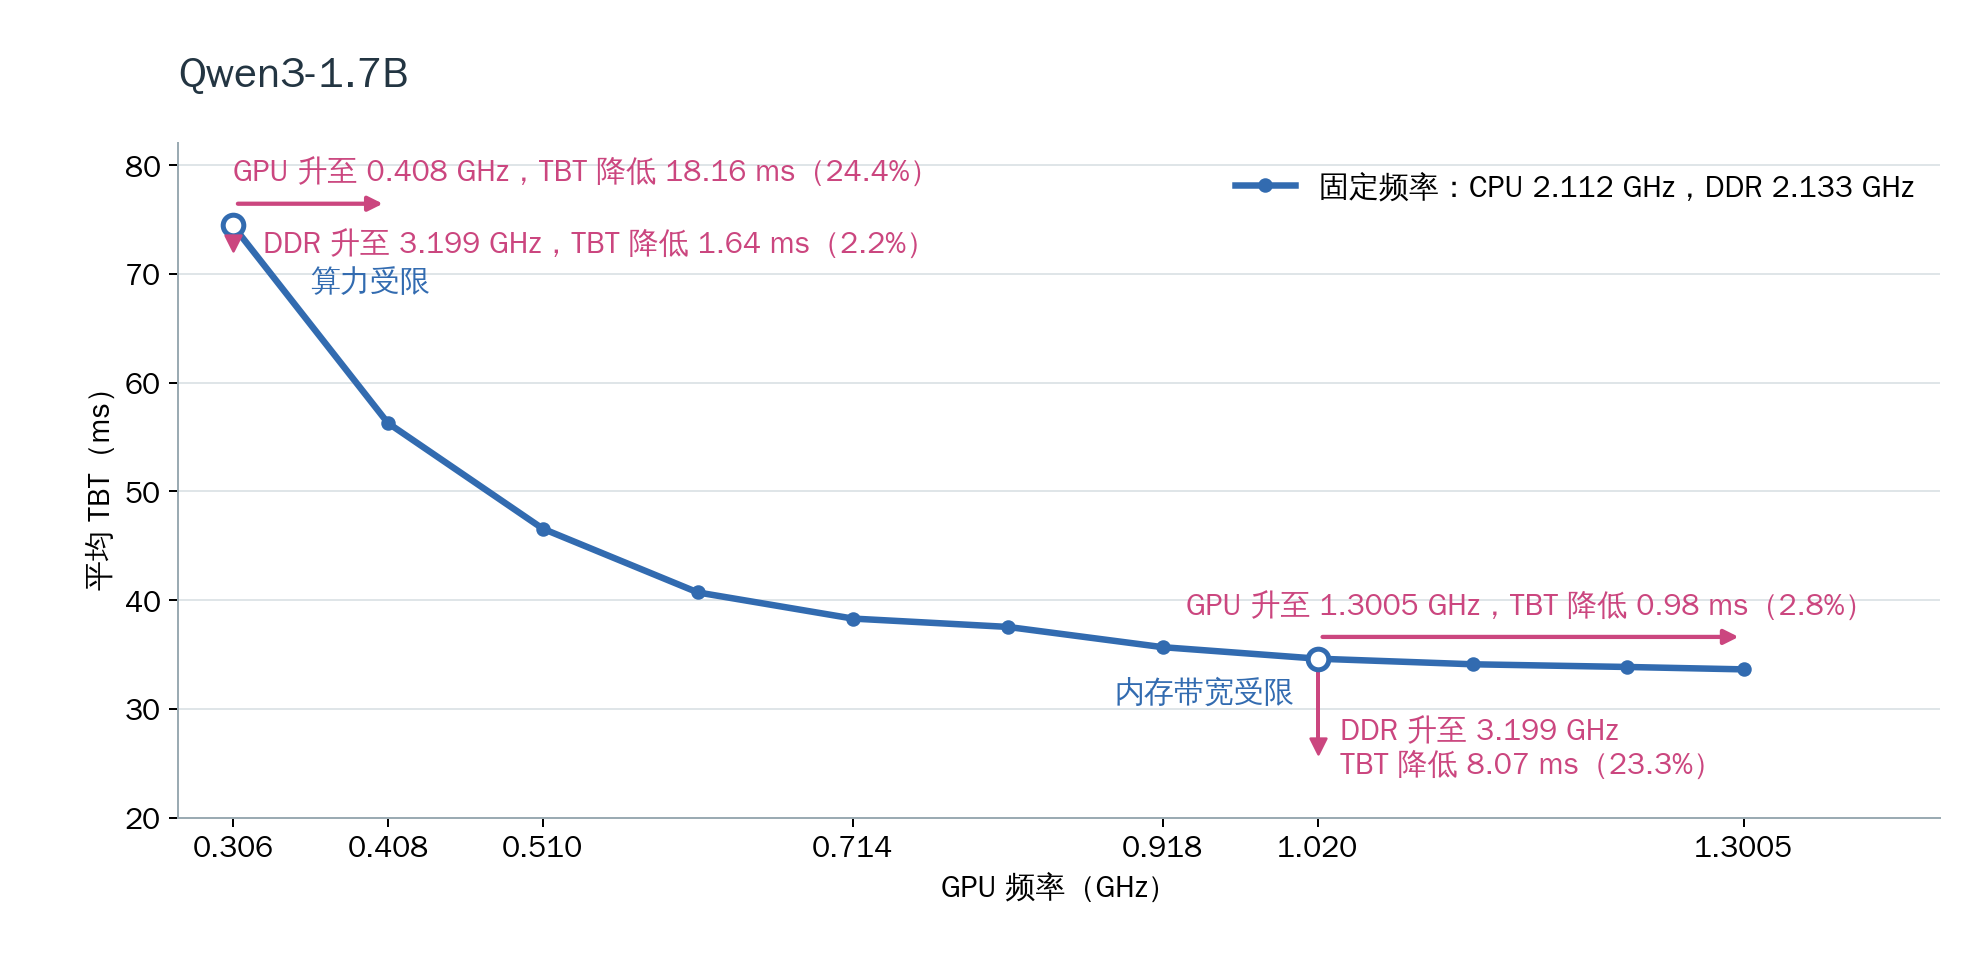 Qwen3-1.7B
80
GPU 升至 0.408 GHz，TBT 降低 18.16 ms（24.4%）
固定频率：CPU 2.112 GHz，DDR 2.133 GHz
DDR 升至 3.199 GHz，TBT 降低 1.64 ms（2.2%）
70
算力受限
60
平均 TBT（ms）
50
40
GPU 升至 1.3005 GHz，TBT 降低 0.98 ms（2.8%）
内存带宽受限
30
DDR 升至 3.199 GHz
TBT 降低 8.07 ms（23.3%）
20
0.306 0.408 0.510 0.714 0.918 1.020 1.3005
GPU 频率（GHz）